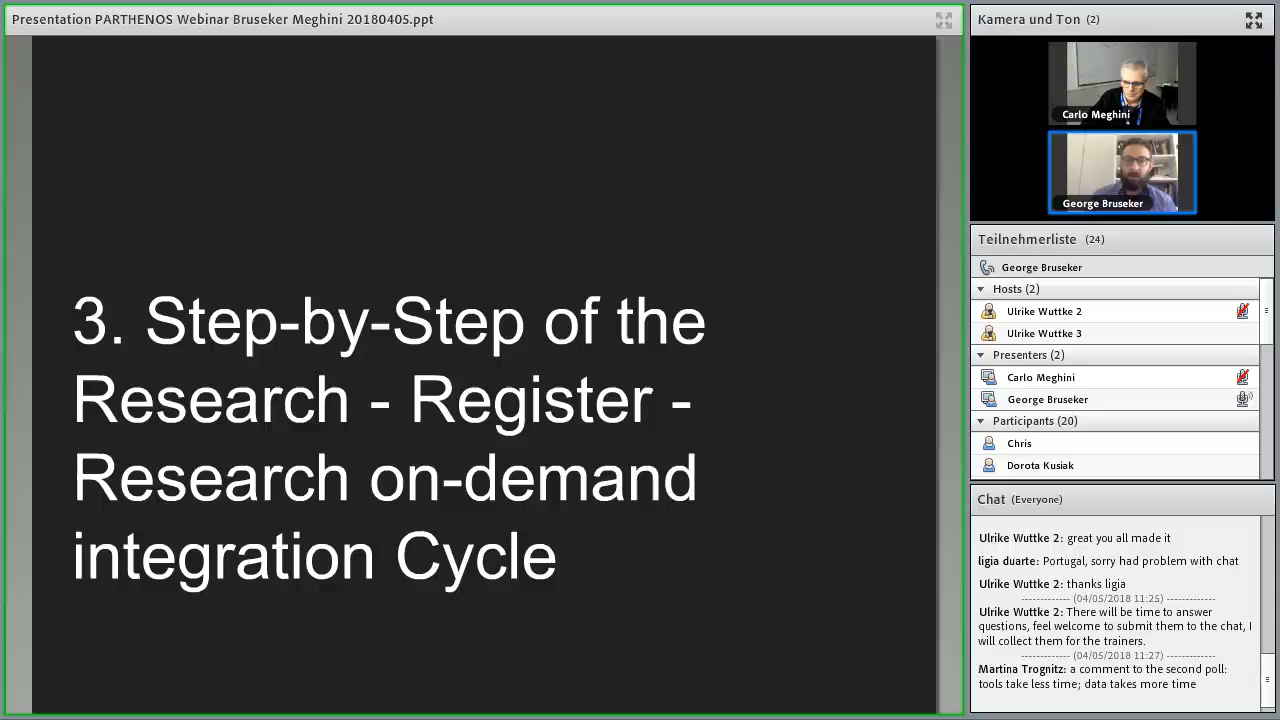 Presentation PARTHENOS Webinar Bruseker Meghini 20180405.ppt
3. Step-by-Step of the
Research - Register -
Research on-demand
integration Cycle
Kamera und Ton (2)
Carlo Meghini
George Bruseker
Teilnehmerliste (24)
George Bruseker
Hosts (2)
Ulrike Wuttke 2
Ulrike Wuttke 3
Presenters (2)
Carlo Meghini
George Bruseker
Participants (20)
Chris
Dorota Kusiak
Chat (Everyone)
Ulrike Wuttke 2: great you all made it
ligia duarte: Portugal, sorry had problem with chat
Ulrike Wuttke 2: thanks ligia
------------- (04/05/2018 11:25) -------------
Ulrike Wuttke 2: There will be time to answer
questions, feel welcome to submit them to the chat, I
will collect them for the trainers.
------------- (04/05/2018 11:27) -------------
Martina Trognitz: a comment to the second poll:
tools take less time; data takes more time